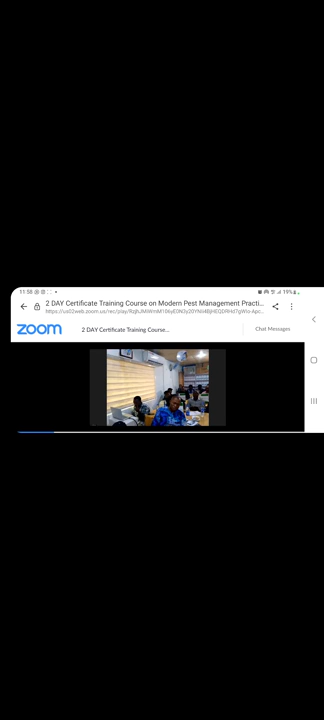 11:58
19%
2 DAY Certificate Training Course on Modern Pest Management Practi...
zoom
2 DAY Certificate Training Course...
Chat Messages